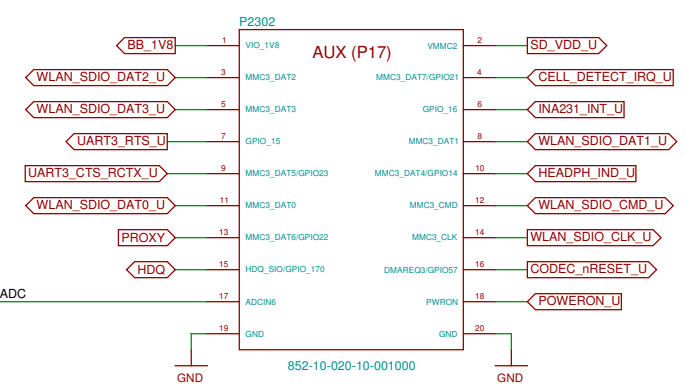 P2302
AUX (P17)
BB_1V8 1 VIO_1V8 VMMC2 2 SD_VDD_U
WLAN_SDIO_DAT2_U 3 MMC3_DAT2 MMC3_DAT7/GPIO21 4 CELL_DETECT_IRQ_U
WLAN_SDIO_DAT3_U 5 MMC3_DAT3 GPIO_16 6 INA231_INT_U
UART3_RTS_U 7 GPIO_15 MMC3_DAT1 8 WLAN_SDIO_DAT1_U
UART3_CTS_RCTX_U 9 MMC3_DAT5/GPIO23 MMC3_DAT4/GPIO14 10 HEADPH_IND_U
WLAN_SDIO_DAT0_U 11 MMC3_DAT0 MMC3_CMD 12 WLAN_SDIO_CMD_U
PROXY 13 MMC3_DAT6/GPIO22 MMC3_CLK 14 WLAN_SDIO_CLK_U
HDQ 15 HDQ_SIO/GPIO_170 DMAREQ3/GPIO57 16 CODEC_nRESET_U
ADC 17 ADCIN6 PWRON 18 POWERON_U
19 GND GND 20
852-10-020-10-001000
GND GND